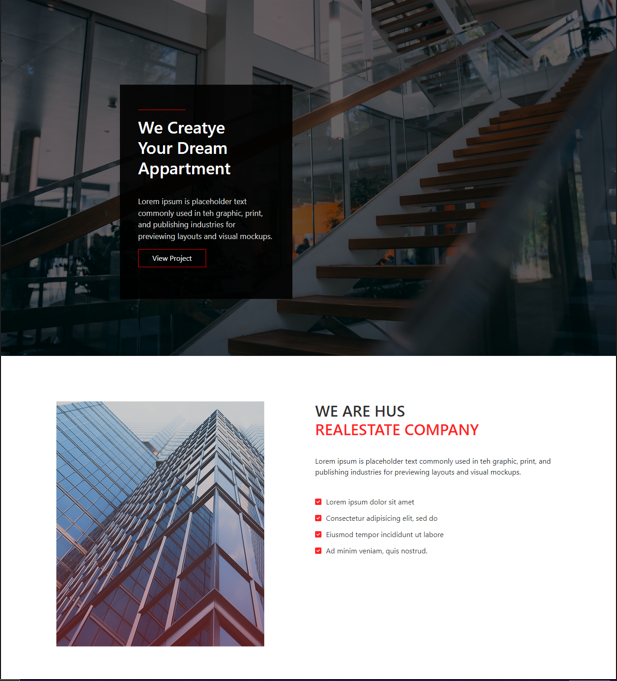 We Creatye
Your Dream
Appartment
Lorem ipsum is placeholder text
commonly used in teh graphic, print,
and publishing industries for
previewing layouts and visual mockups.
View Project
WE ARE HUS
REALESTATE COMPANY
Lorem ipsum is placeholder text commonly used in teh graphic, print, and
publishing industries for previewing layouts and visual mockups.
Lorem ipsum dolor sit amet
Consectetur adipisicing elit, sed do
Eiusmod tempor incididunt ut labore
Ad minim veniam, quis nostrud.